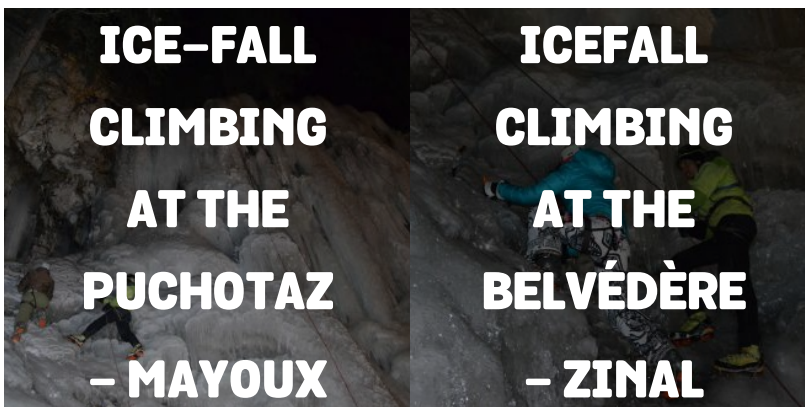 ICE-FALL
CLIMBING
AT THE
PUCHOTAZ
- MAYOUX
ICEFALL
CLIMBING
AT THE
BELVÉDÈRE
- ZINAL